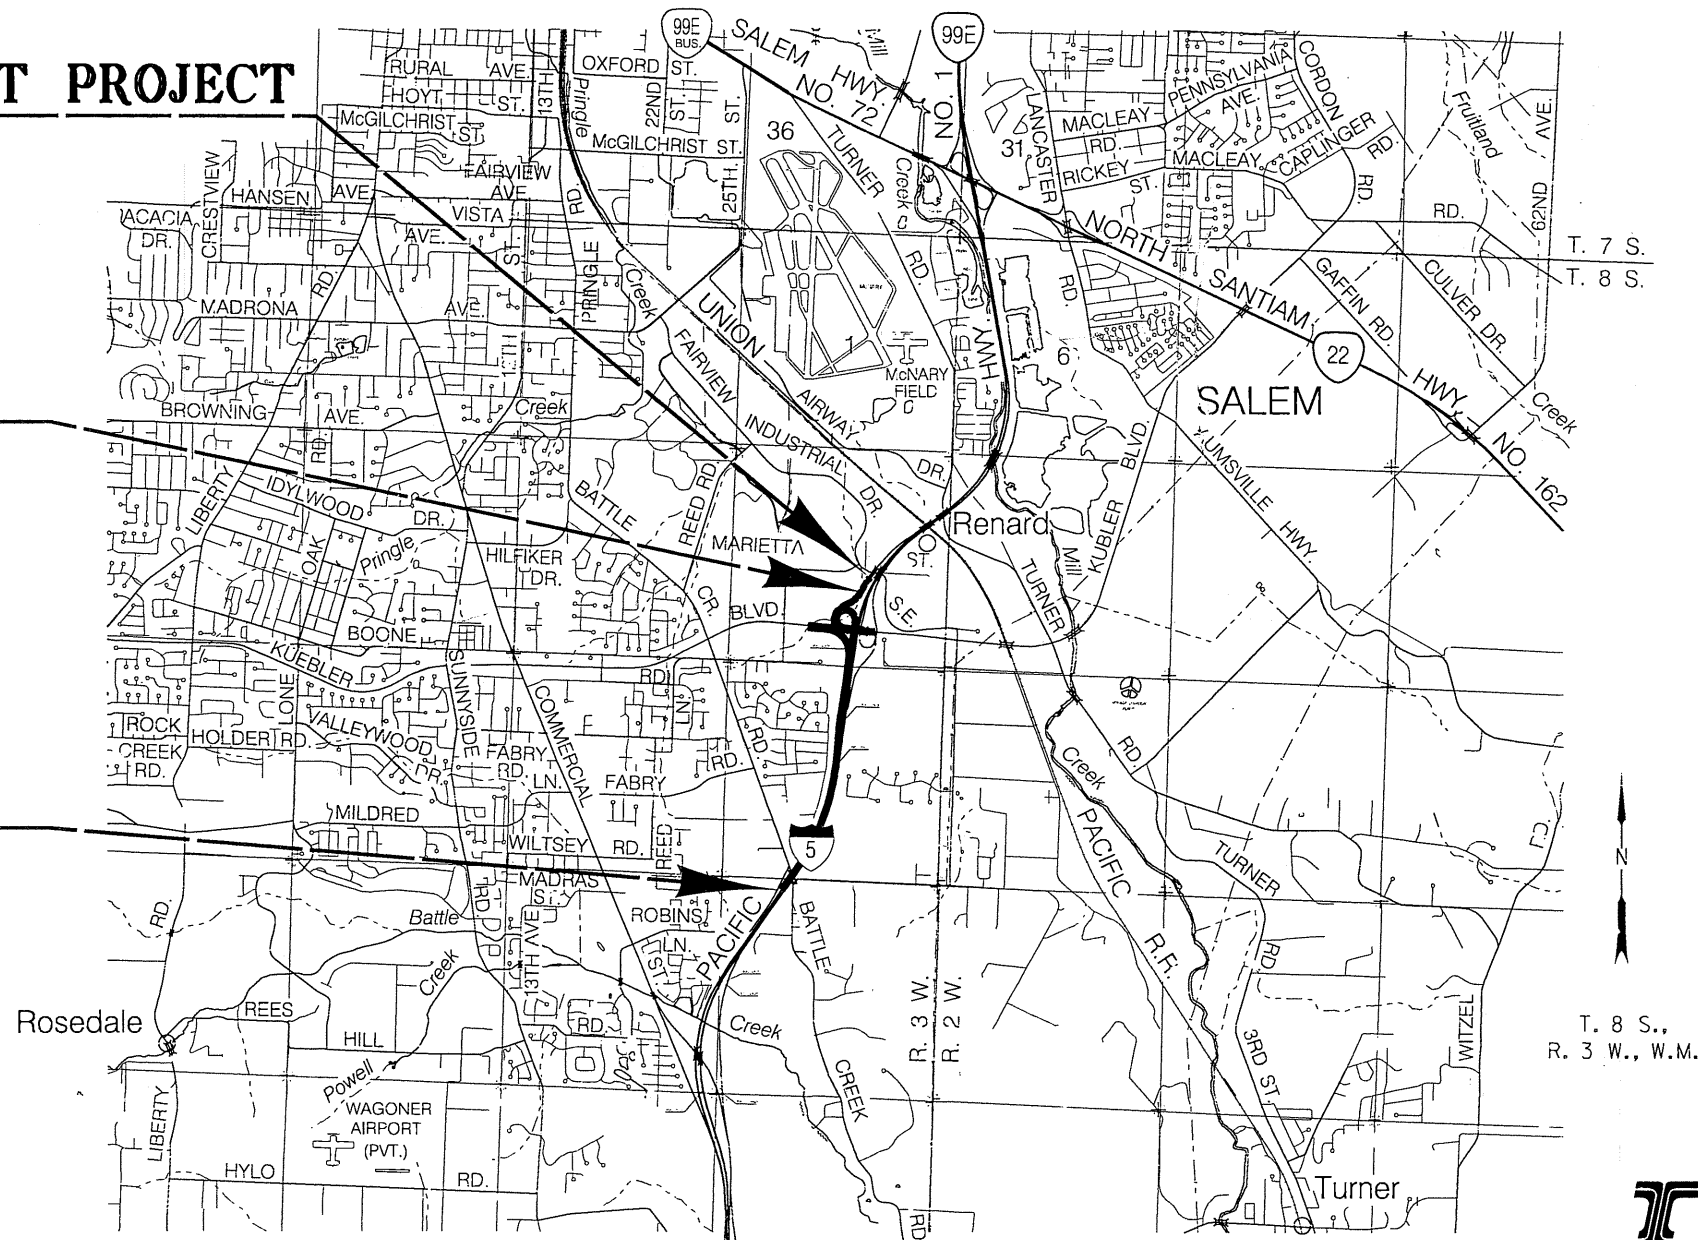 T PROJECT
99E
BUS.
SALEM HWY. NO. 72
99E
NO. 1
Mill
Creek
RURAL AVE.
HOYT ST.
McGILCHRIST ST.
13TH
Pringle
RD.
OXFORD ST.
22ND ST.
McGILCHRIST ST.
25TH ST.
36
TURNER
RD.
31
LANCASTER
RD.
MACLEAY
RD.
RICKEY
ST.
PENNSYLVANIA
AVE.
CORDON
RD.
MACLEAY
CAPLINGER
RD.
Fruitland
Creek
62ND
AVE.
RD.
CRESTVIEW
HANSEN AVE.
FAIRVIEW
AVE.
VISTA
AVE.
ACACIA
DR.
ST.
PRINGLE
Creek
NORTH SANTIAM
22
HWY.
NO. 162
T. 7 S.
T. 8 S.
GAFFIN RD.
CULVER DR.
RD.
MADRONA
AVE.
UNION
FAIRVIEW
INDUSTRIAL
DR.
AIRWAY
DR.
1
McNARY
FIELD
HWY
6
SALEM
BROWNING
AVE.
Creek
RD.
LIBERTY
IDYLWOOD
DR.
OAK
Pringle
HILFIKER
DR.
BATTLE
CR.
REED RD.
MARIETTA
ST.
Renard
Mill
KUBLER BLVD.
UMSVILLE HWY.
TURNER
BLVD.
S.E.
BOONE
KUEBLER
SUNNYSIDE
RD.
LONE
ROCK
CREEK
RD.
HOLDER RD.
VALLEYWOOD
DR.
FABRY
RD.
LN.
COMMERCIAL
FABRY
RD.
RD.
LN.
RD.
RD.
Creek
MILDRED
WILTSEY RD.
REED
5
PACIFIC
R.R.
TURNER
RD.
MADRAS
ST.
Battle
Creek
RD.
13TH AVE
ROBINS
LN.
ST.
PACIFIC
BATTLE
CREEK
RD
R. 3 W.
R. 2 W.
WITZEL
N
T. 8 S.,
R. 3 W., W.M.
Rosedale
REES
HILL
RD.
Creek
Powell
WAGONER
AIRPORT
(PVT.)
3RD ST.
LIBERTY
HYLO
RD.
Turner